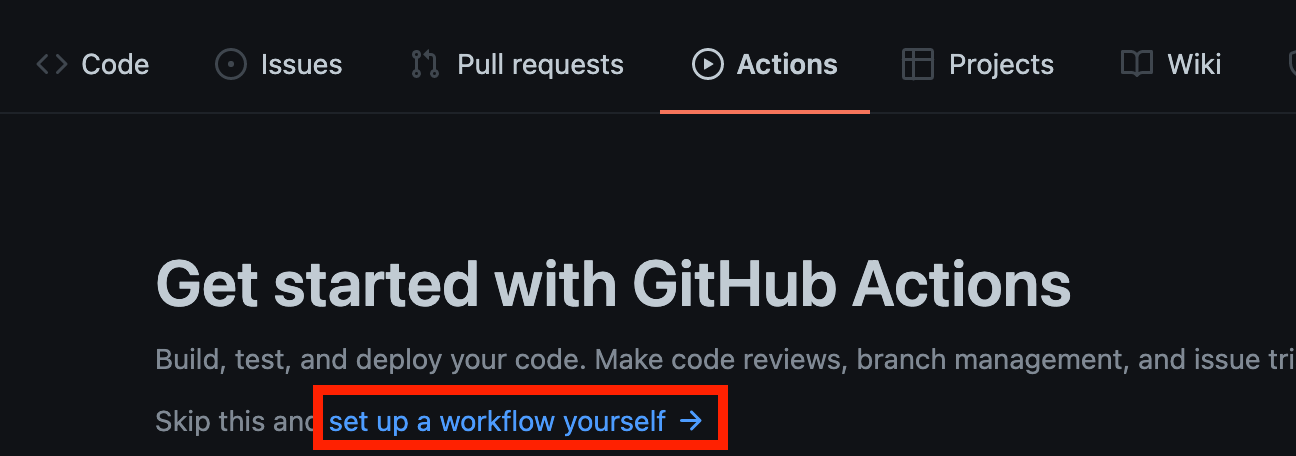 Code Issues Pull requests Actions Projects Wiki
Get started with GitHub Actions
Build, test, and deploy your code. Make code reviews, branch management, and issue tri
Skip this and set up a workflow yourself →